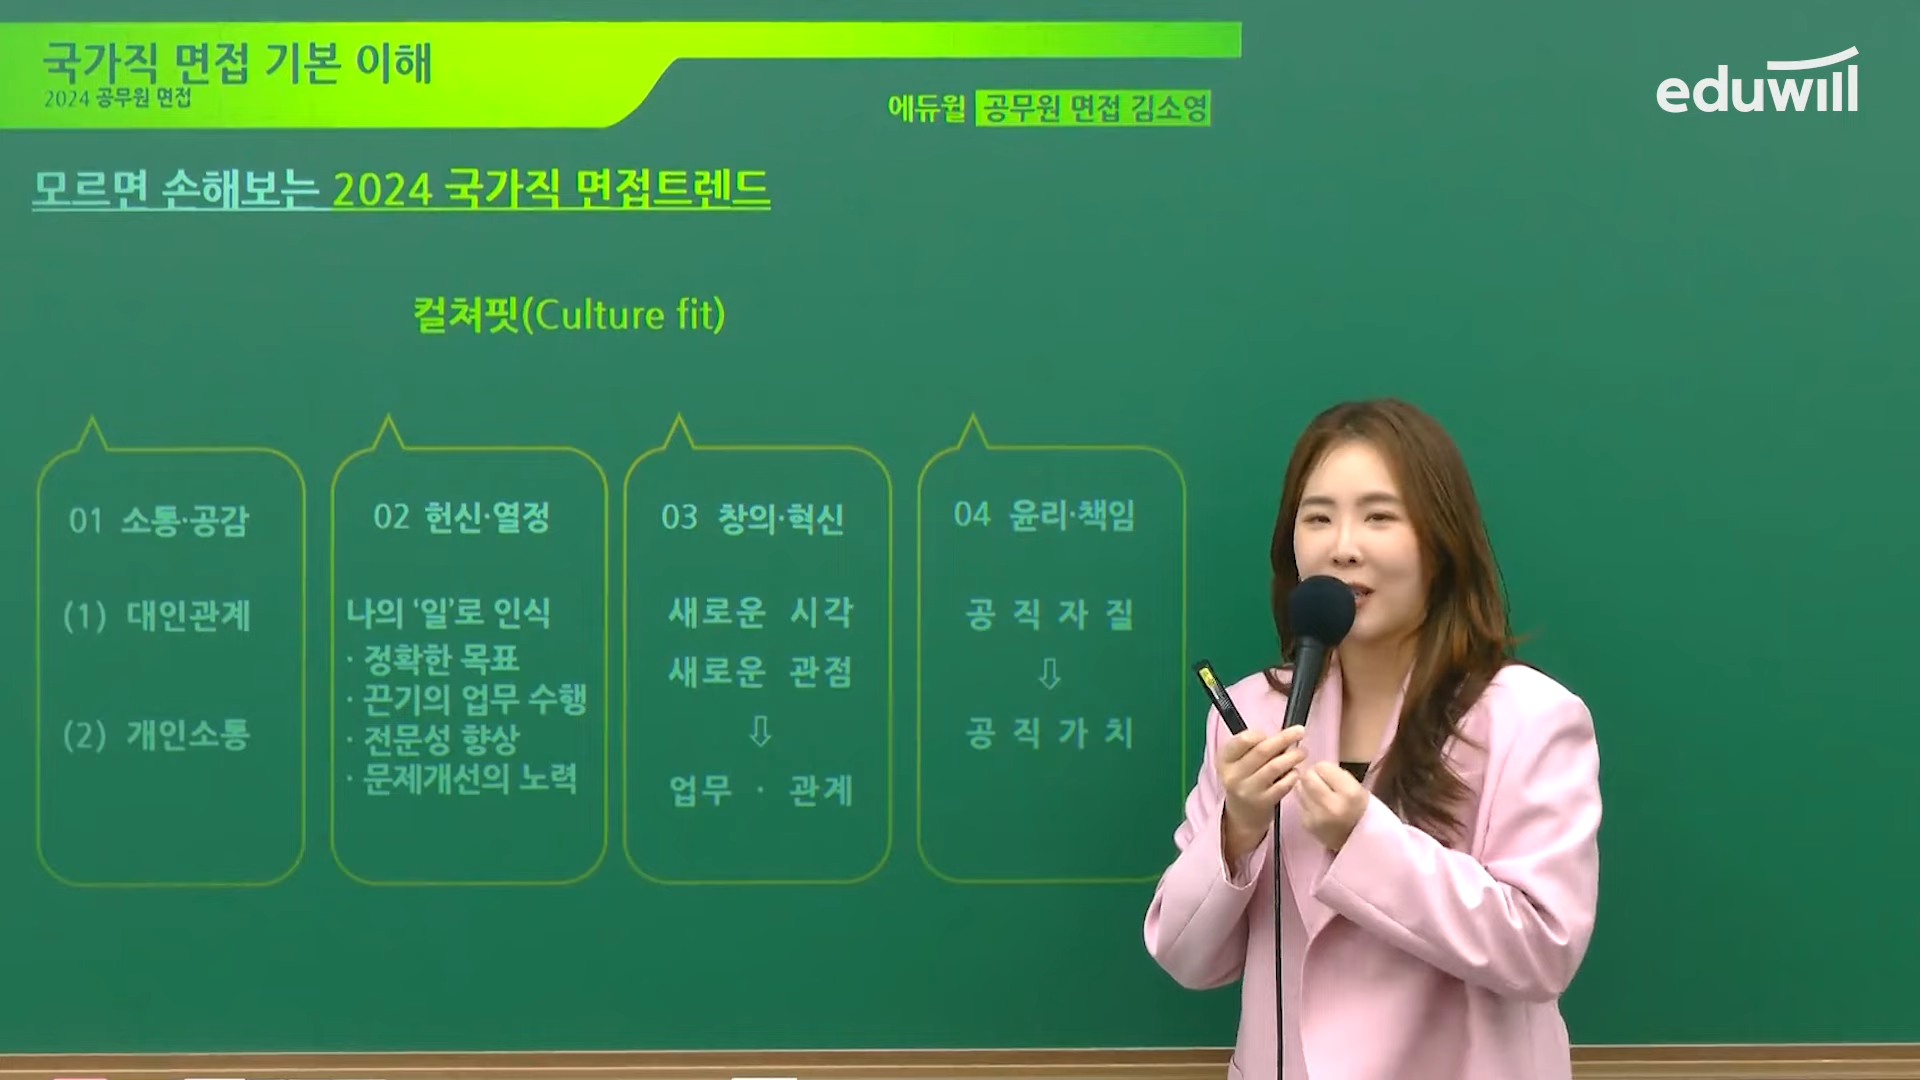 국가직 면접 기본 이해
2024 공무원 면접
에듀윌 공무원 면접 김소영
eduwill
모르면 손해보는 2024 국가직 면접트렌드
컬쳐핏(Culture fit)
01 소통·공감
(1) 대인관계
(2) 개인소통
02 헌신·열정
나의 ‘일’로 인식
· 정확한 목표
· 끈기의 업무 수행
· 전문성 향상
· 문제개선의 노력
03 창의·혁신
새로운 시각
새로운 관점
⇩
업무 · 관계
04 윤리·책임
공 직 자 질
⇩
공 직 가 치